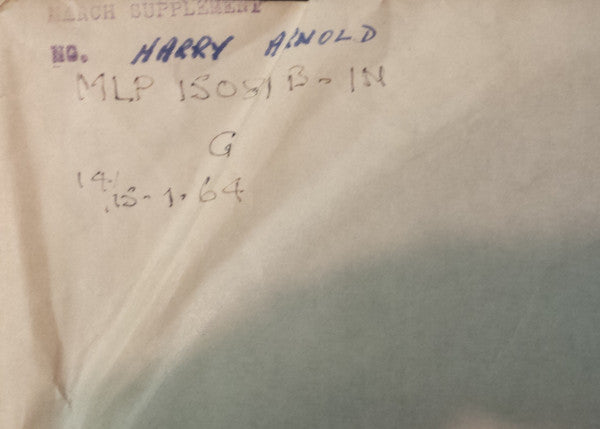 MARCH SUPPLEMENT
NO. HARRY ARNOLD
MLP 15081 B-IN
G
14/15-1-64